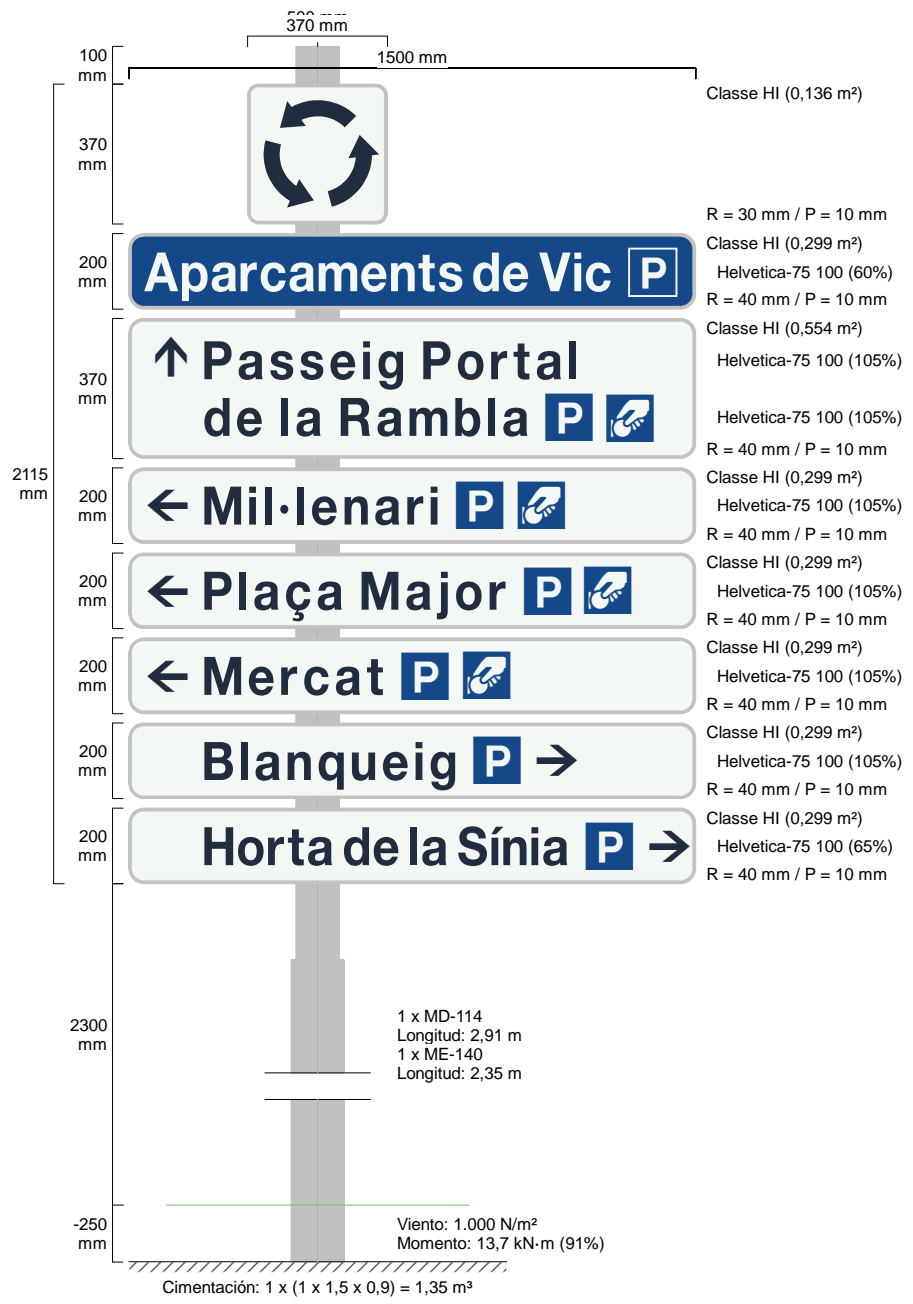 370 mm
1500 mm
100
mm
Classe HI (0,136 m²)
370
mm
R = 30 mm / P = 10 mm
200
mm
Aparcaments de Vic P
Classe HI (0,299 m²)
Helvetica-75 100 (60%)
R = 40 mm / P = 10 mm
370
mm
Passeig Portal
de la Rambla P
Classe HI (0,554 m²)
Helvetica-75 100 (105%)
Helvetica-75 100 (105%)
R = 40 mm / P = 10 mm
2115
mm
200
mm
Mil·lenari P
Classe HI (0,299 m²)
Helvetica-75 100 (105%)
R = 40 mm / P = 10 mm
200
mm
Plaça Major P
Classe HI (0,299 m²)
Helvetica-75 100 (105%)
R = 40 mm / P = 10 mm
200
mm
Mercat P
Classe HI (0,299 m²)
Helvetica-75 100 (105%)
R = 40 mm / P = 10 mm
200
mm
Blanqueig P
Classe HI (0,299 m²)
Helvetica-75 100 (105%)
R = 40 mm / P = 10 mm
200
mm
Horta de la Sínia P
Classe HI (0,299 m²)
Helvetica-75 100 (65%)
R = 40 mm / P = 10 mm
2300
mm
1 x MD-114
Longitud: 2,91 m
1 x ME-140
Longitud: 2,35 m
-250
mm
Viento: 1.000 N/m²
Momento: 13,7 kN·m (91%)
Cimentación: 1 x (1 x 1,5 x 0,9) = 1,35 m³